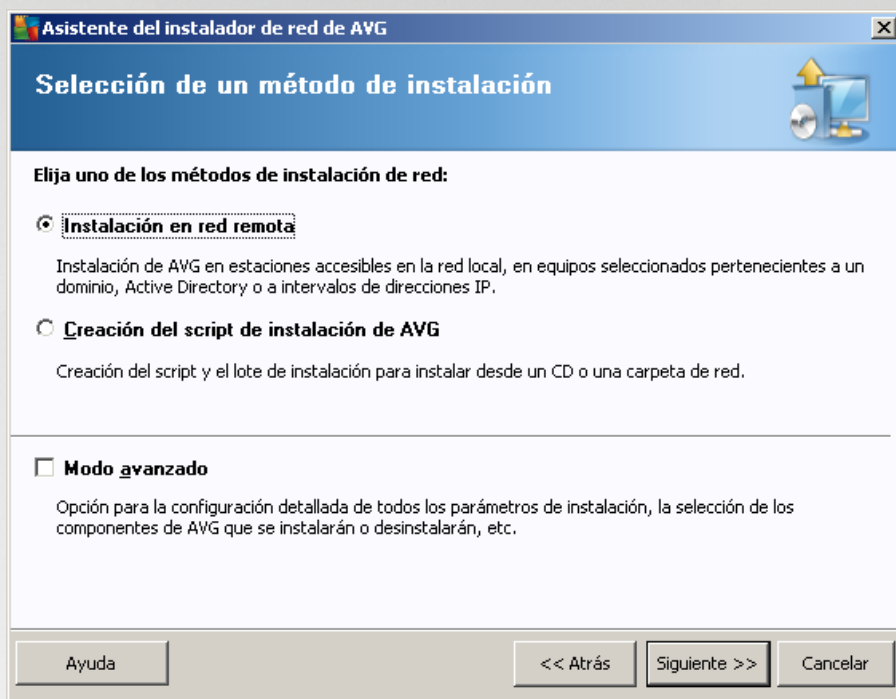 Asistente del instalador de red de AVG
Selección de un método de instalación
Elija uno de los métodos de instalación de red:
Instalación en red remota
Instalación de AVG en estaciones accesibles en la red local, en equipos seleccionados pertenecientes a un
dominio, Active Directory o a intervalos de direcciones IP.
Creación del script de instalación de AVG
Creación del script y el lote de instalación para instalar desde un CD o una carpeta de red.
Modo avanzado
Opción para la configuración detallada de todos los parámetros de instalación, la selección de los
componentes de AVG que se instalarán o desinstalarán, etc.
Ayuda << Atrás Siguiente >> Cancelar